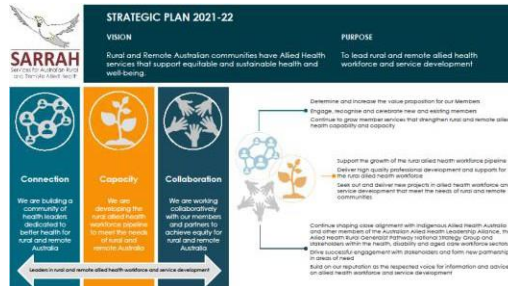 STRATEGIC PLAN 2021-22
VISION
Rural and Remote Australian communities have Allied Health
services that support equitable and sustainable health and
well-being.
PURPOSE
To lead rural and remote allied health
workforce and service development
SARRAH
Services for Australian Rural
and Remote Allied Health
Connection
We are building a
community of
health leaders
dedicated to
better health for
rural and remote
Australia
Capacity
We are
developing the
rural allied health
workforce pipeline
to meet the needs
of rural and
remote Australia
Collaboration
We are working
collaboratively
with our members
and partners to
achieve equity for
rural and remote
Australia
Leaders in rural and remote allied health workforce and service development
Determine and increase the value proposition for our Members
Engage, recognise and celebrate new and existing members
Continue to grow member services that strengthen rural and remote allied
health capability and capacity
Support the growth of the rural allied health workforce pipeline
Deliver high quality professional development and supports for
the rural allied health workforce
Seek out and deliver new projects in allied health workforce and
service development that meet the needs of rural and remote
communities
Continue shaping close alignment with Indigenous Allied Health Australia
and other members of the Australian Allied Health Leadership Alliance, the
Allied Health Rural Generalist Pathway National Strategy Group and
stakeholders within the health, disability and aged care workforce sectors
Drive successful engagement with stakeholders and form new partnerships
in areas of need
Build on our reputation as the respected voice for information and advice
on allied health workforce and service development